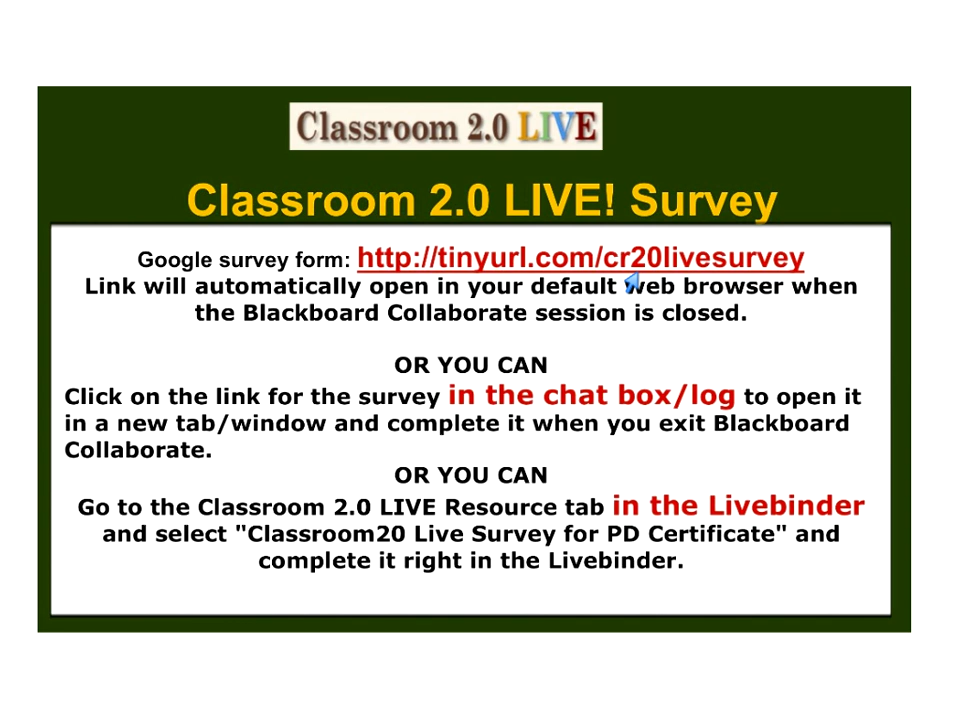 Classroom 2.0 LIVE
Classroom 2.0 LIVE! Survey
Google survey form: http://tinyurl.com/cr20livesurvey
Link will automatically open in your default web browser when
the Blackboard Collaborate session is closed.
OR YOU CAN
Click on the link for the survey in the chat box/log to open it
in a new tab/window and complete it when you exit Blackboard
Collaborate.
OR YOU CAN
Go to the Classroom 2.0 LIVE Resource tab in the Livebinder
and select "Classroom20 Live Survey for PD Certificate" and
complete it right in the Livebinder.